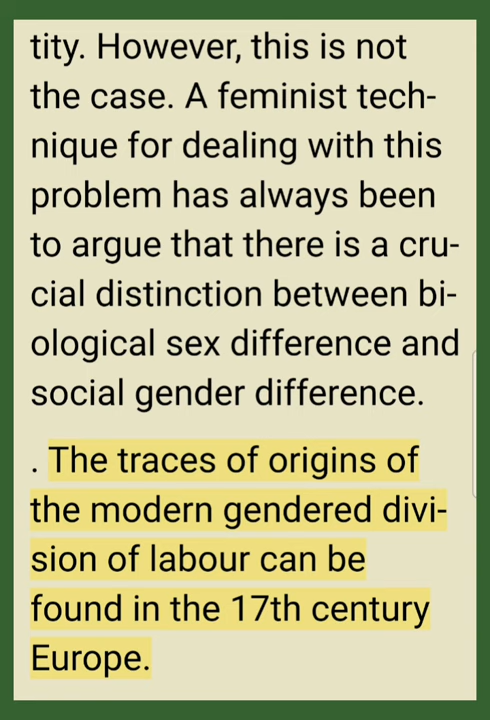 tity. However, this is not
the case. A feminist tech-
nique for dealing with this
problem has always been
to argue that there is a cru-
cial distinction between bi-
ological sex difference and
social gender difference.
. The traces of origins of
the modern gendered divi-
sion of labour can be
found in the 17th century
Europe.